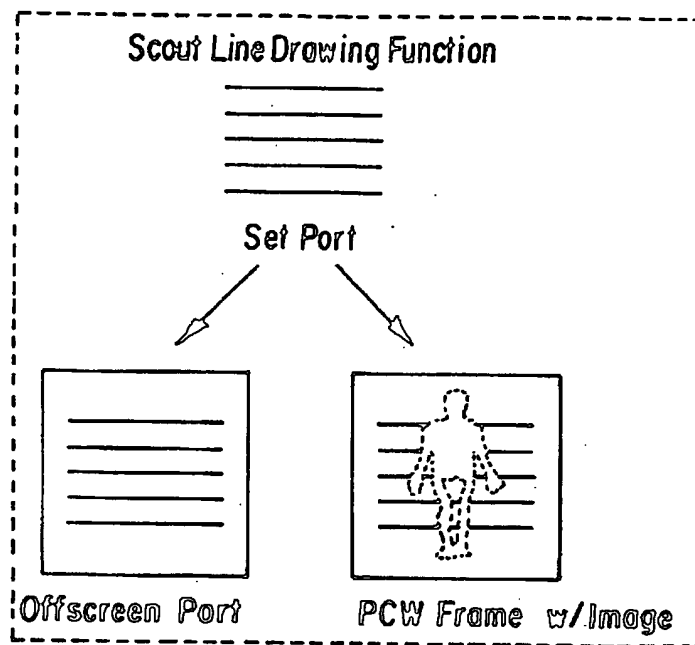 Scout Line Drawing Function
Set Port
Offscreen Port
PCW Frame w/Image